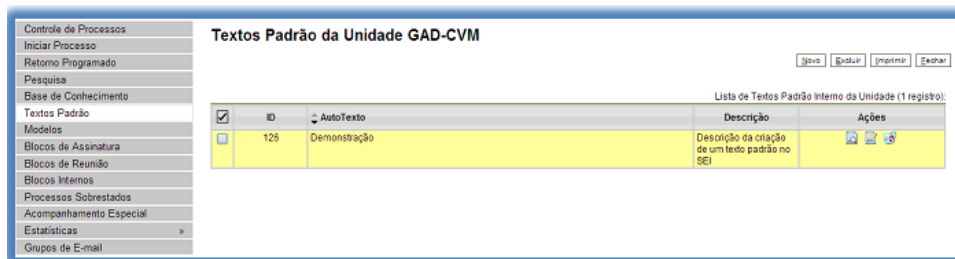 Controle de Processos
Iniciar Processo
Retorno Programado
Pesquisa
Base de Conhecimento
Textos Padrão
Modelos
Blocos de Assinatura
Blocos de Reunião
Blocos Internos
Processos Sobrestados
Acompanhamento Especial
Estatísticas »
Grupos de E-mail
Textos Padrão da Unidade GAD-CVM
Novo Excluir Imprimir Fechar
Lista de Textos Padrão Interno da Unidade (1 registro):
ID AutoTexto Descrição Ações
126 Demonstração Descrição da criação
de um texto padrão no
SEI